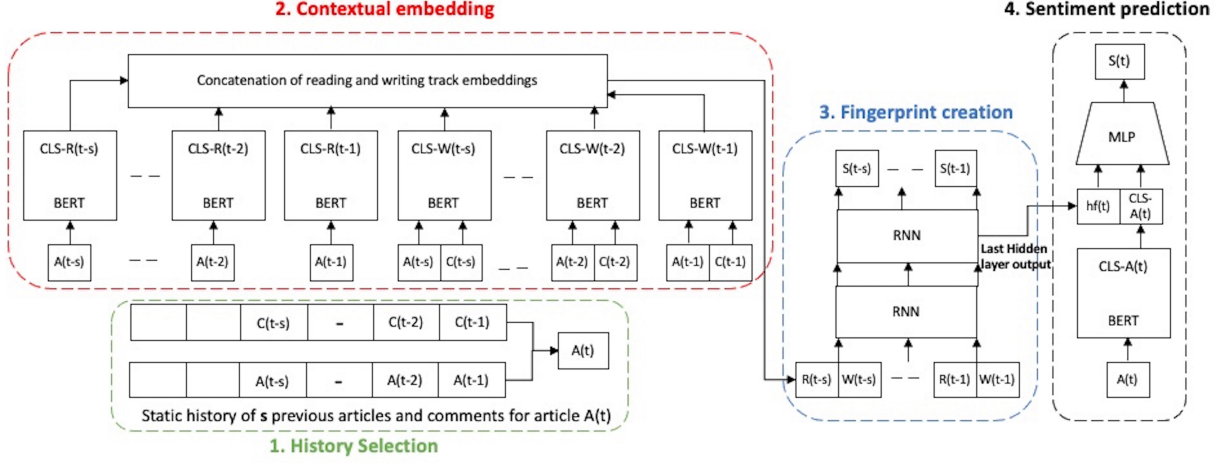 2. Contextual embedding
4. Sentiment prediction
Concatenation of reading and writing track embeddings
CLS-R(t-s)
CLS-R(t-2)
CLS-R(t-1)
CLS-W(t-s)
CLS-W(t-2)
CLS-W(t-1)
BERT
BERT
BERT
BERT
BERT
BERT
A(t-s)
A(t-2)
A(t-1)
A(t-s)
C(t-s)
A(t-2)
C(t-2)
A(t-1)
C(t-1)
C(t-s)
-
C(t-2)
C(t-1)
A(t)
A(t-s)
-
A(t-2)
A(t-1)
Static history of s previous articles and comments for article A(t)
1. History Selection
3. Fingerprint creation
S(t-s)
S(t-1)
RNN
Last Hidden
layer output
RNN
R(t-s)
W(t-s)
R(t-1)
W(t-1)
S(t)
MLP
hf(t)
CLS-
A(t)
CLS-A(t)
BERT
A(t)